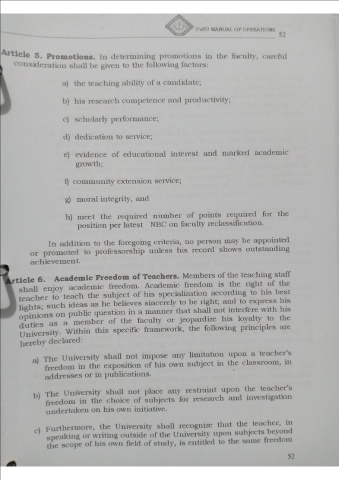 CvSU MANUAL OF OPERATIONS
52
Article 5. Promotions. In determining promotions in the faculty, careful
consideration shall be given to the following factors:
a) the teaching ability of a candidate;
b) his research competence and productivity;
c) scholarly performance;
d) dedication to service;
e) evidence of educational interest and marked academic
growth;
f) community extension service;
g) moral integrity, and
h) meet the required number of points required for the
position per latest NBC on faculty reclassification.
In addition to the foregoing criteria, no person may be appointed
or promoted to professorship unless his record shows outstanding
achievement.
Article 6. Academic Freedom of Teachers. Members of the teaching staff
shall enjoy academic freedom. Academic freedom is the right of the
teacher to teach the subject of his specialization according to his best
lights; such ideas as he believes sincerely to be right; and to express his
opinions on public question in a manner that shall not interfere with his
duties as a member of the faculty or jeopardize his loyalty to the
University. Within this specific framework, the following principles are
hereby declared:
a) The University shall not impose any limitation upon a teacher's
freedom in the exposition of his own subject in the classroom, in
addresses or in publications.
b) The University shall not place any restraint upon the teacher's
freedom in the choice of subjects for research and investigation
undertaken on his own initiative.
c) Furthermore, the University shall recognize that the teacher, in
speaking or writing outside of the University upon subjects beyond
the scope of his own field of study, is entitled to the same freedom
52